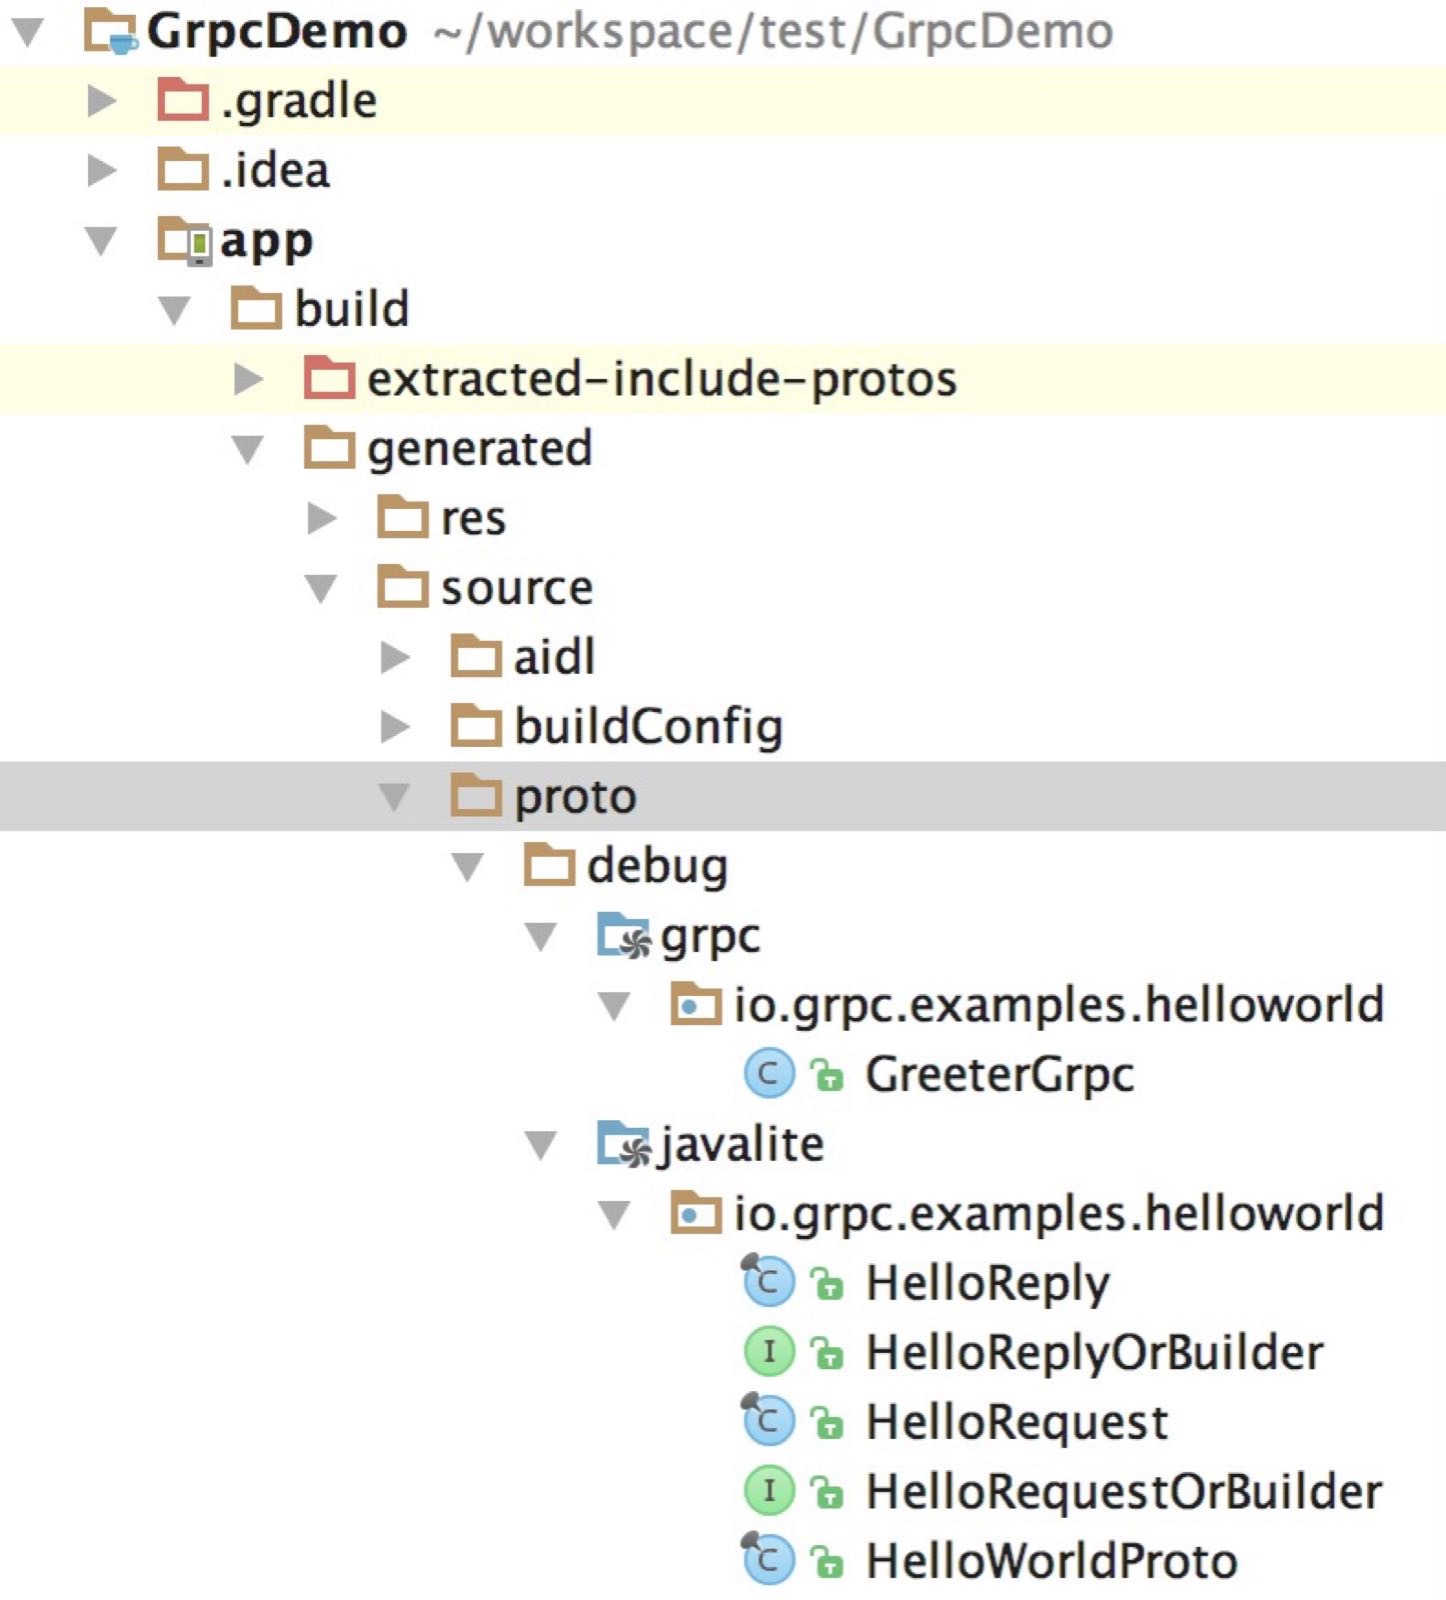 GrpcDemo ~/workspace/test/GrpcDemo
.gradle
.idea
app
build
extracted-include-protos
generated
res
source
aidl
buildConfig
proto
debug
grpc
io.grpc.examples.helloworld
C GreeterGrpc
javalite
io.grpc.examples.helloworld
C HelloReply
I HelloReplyOrBuilder
C HelloRequest
I HelloRequestOrBuilder
C HelloWorldProto